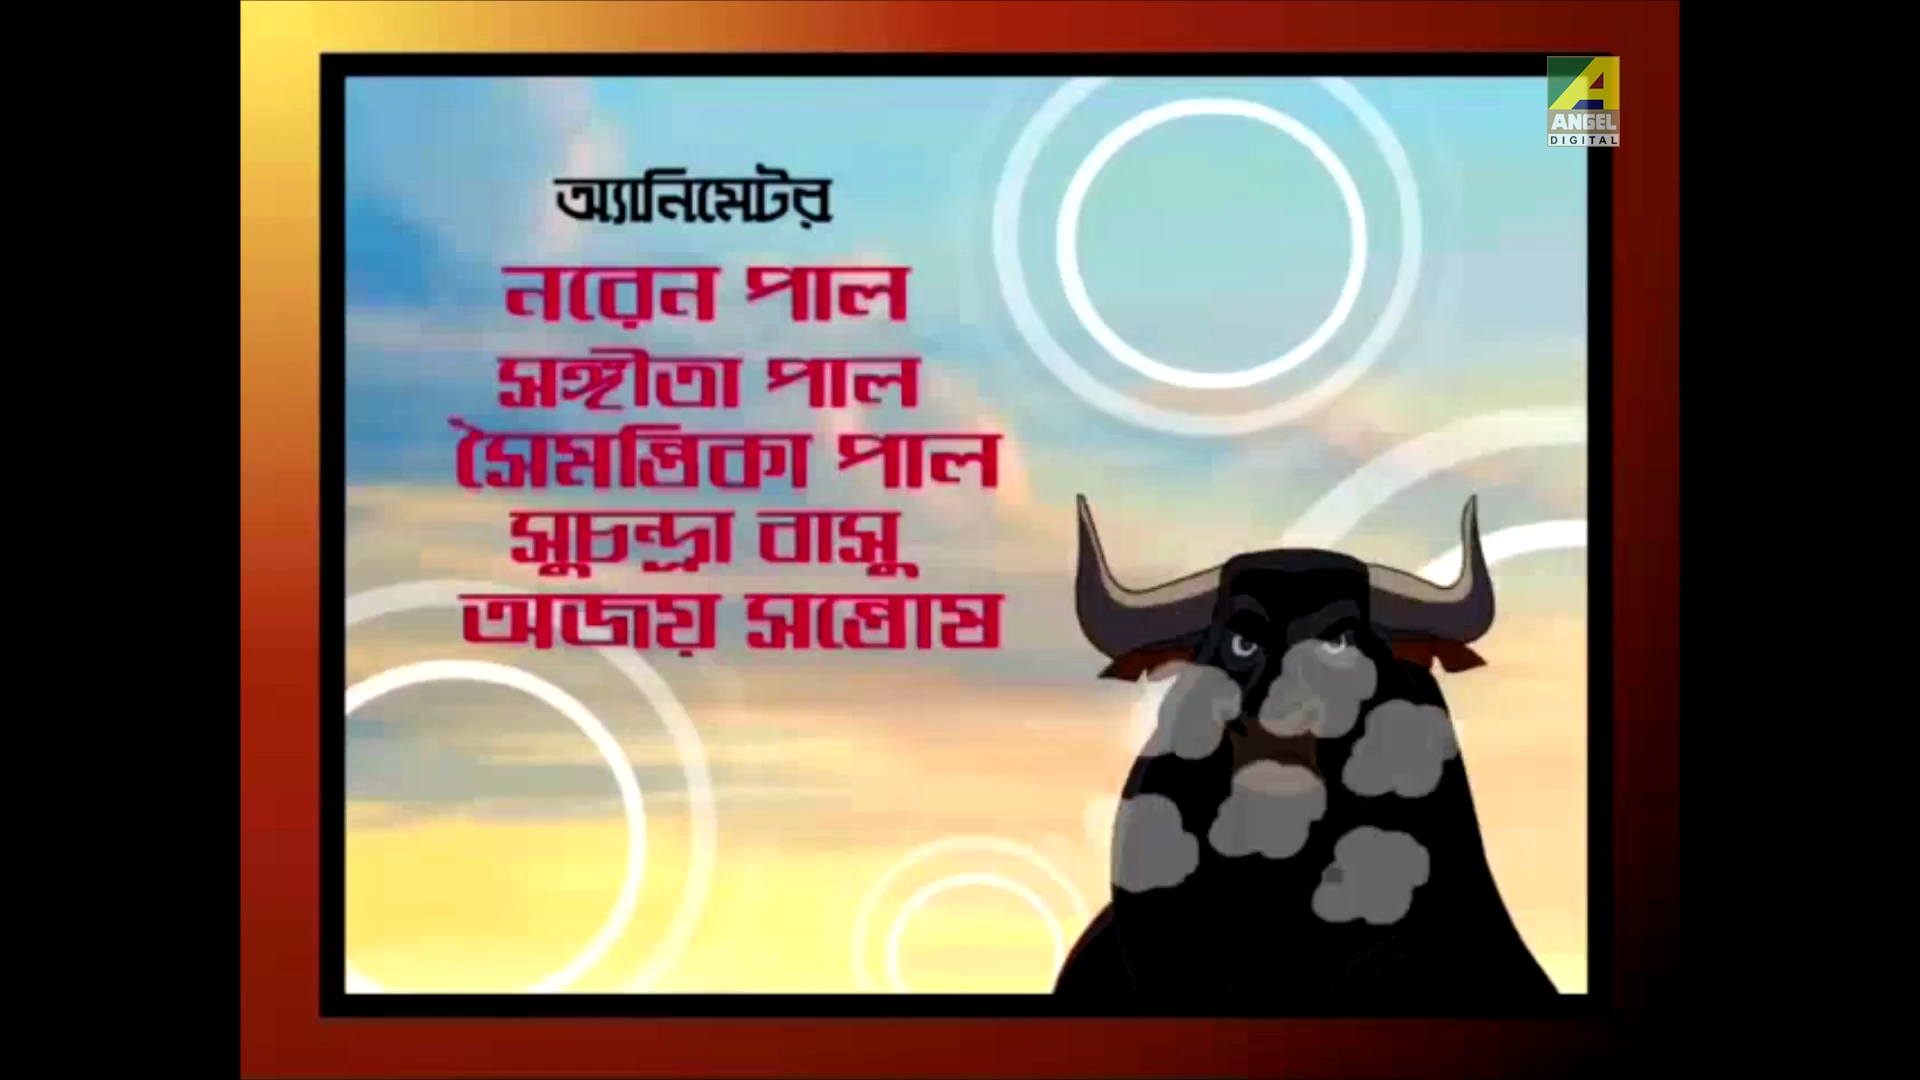 ANGEL
DIGITAL
অ্যানিমেটর
নরেন পাল
সঙ্গীতা পাল
সৈমন্তিকা পাল
সুচন্দ্রা বাসু
অজয় সন্তোষ